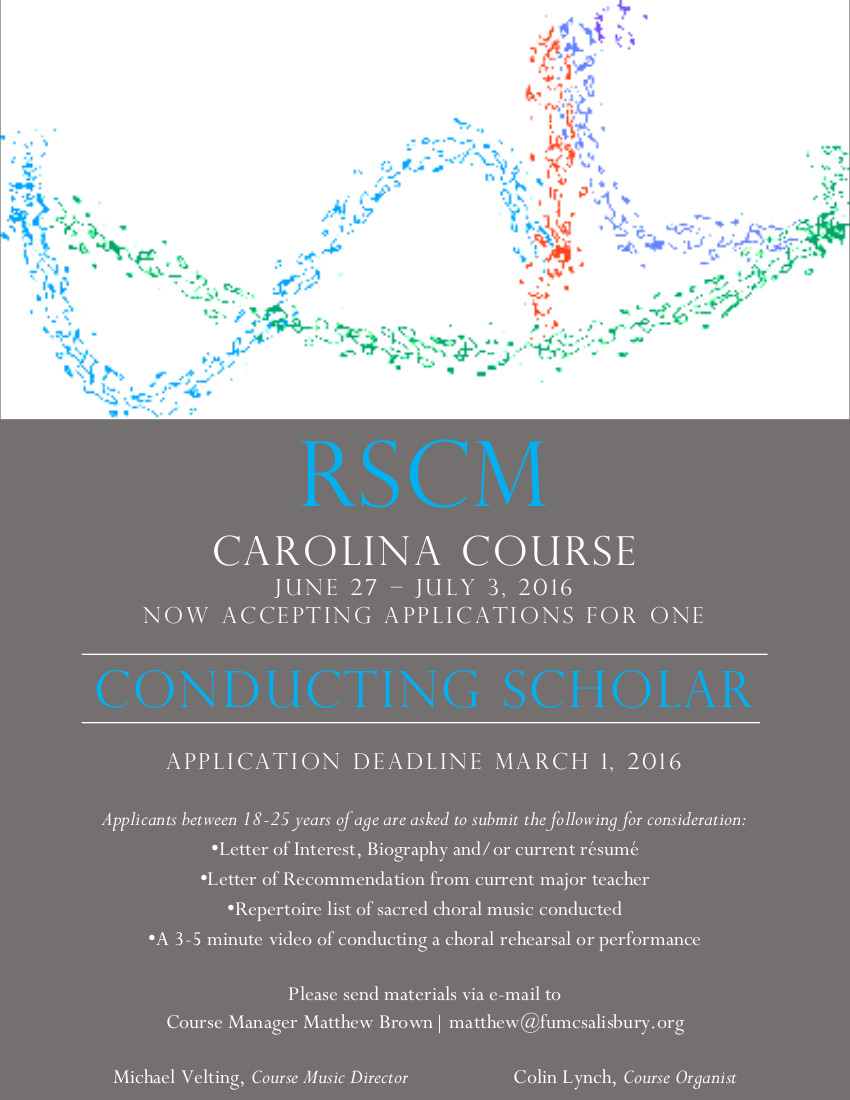 RSCM
CAROLINA COURSE
JUNE 27 – JULY 3, 2016
NOW ACCEPTING APPLICATIONS FOR ONE
CONDUCTING SCHOLAR
APPLICATION DEADLINE MARCH 1, 2016
Applicants between 18-25 years of age are asked to submit the following for consideration:
•Letter of Interest, Biography and/or current résumé
•Letter of Recommendation from current major teacher
•Repertoire list of sacred choral music conducted
•A 3-5 minute video of conducting a choral rehearsal or performance
Please send materials via e-mail to
Course Manager Matthew Brown | matthew@fumcsalisbury.org
Michael Velting, Course Music Director Colin Lynch, Course Organist